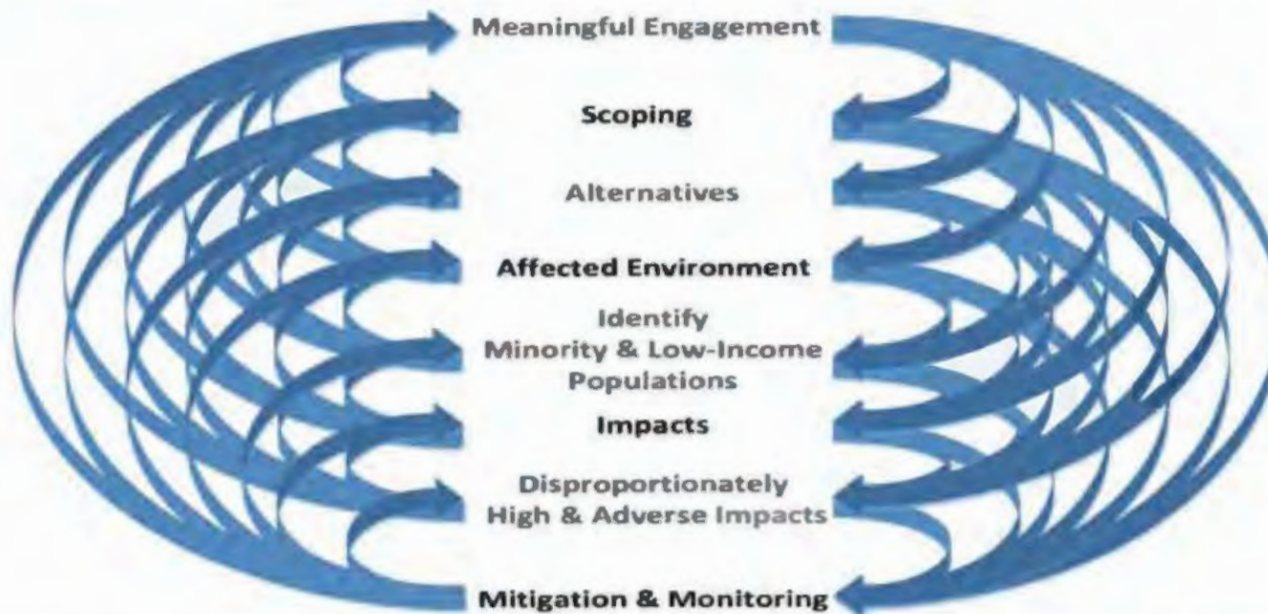 Meaningful Engagement
Scoping
Alternatives
Affected Environment
Identify
Minority & Low-Income
Populations
Impacts
Disproportionately
High & Adverse Impacts
Mitigation & Monitoring